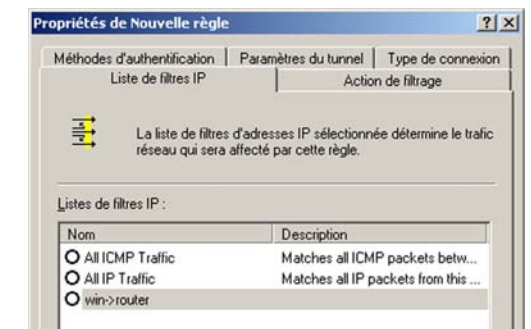 Propriétés de Nouvelle règle
Méthodes d'authentification Paramètres du tunnel Type de connexion
Liste de filtres IP Action de filtrage
La liste de filtres d'adresses IP sélectionnée détermine le trafic
réseau qui sera affecté par cette règle.
Listes de filtres IP :
Nom Description
All ICMP Traffic Matches all ICMP packets betw...
All IP Traffic Matches all IP packets from this ...
win->router